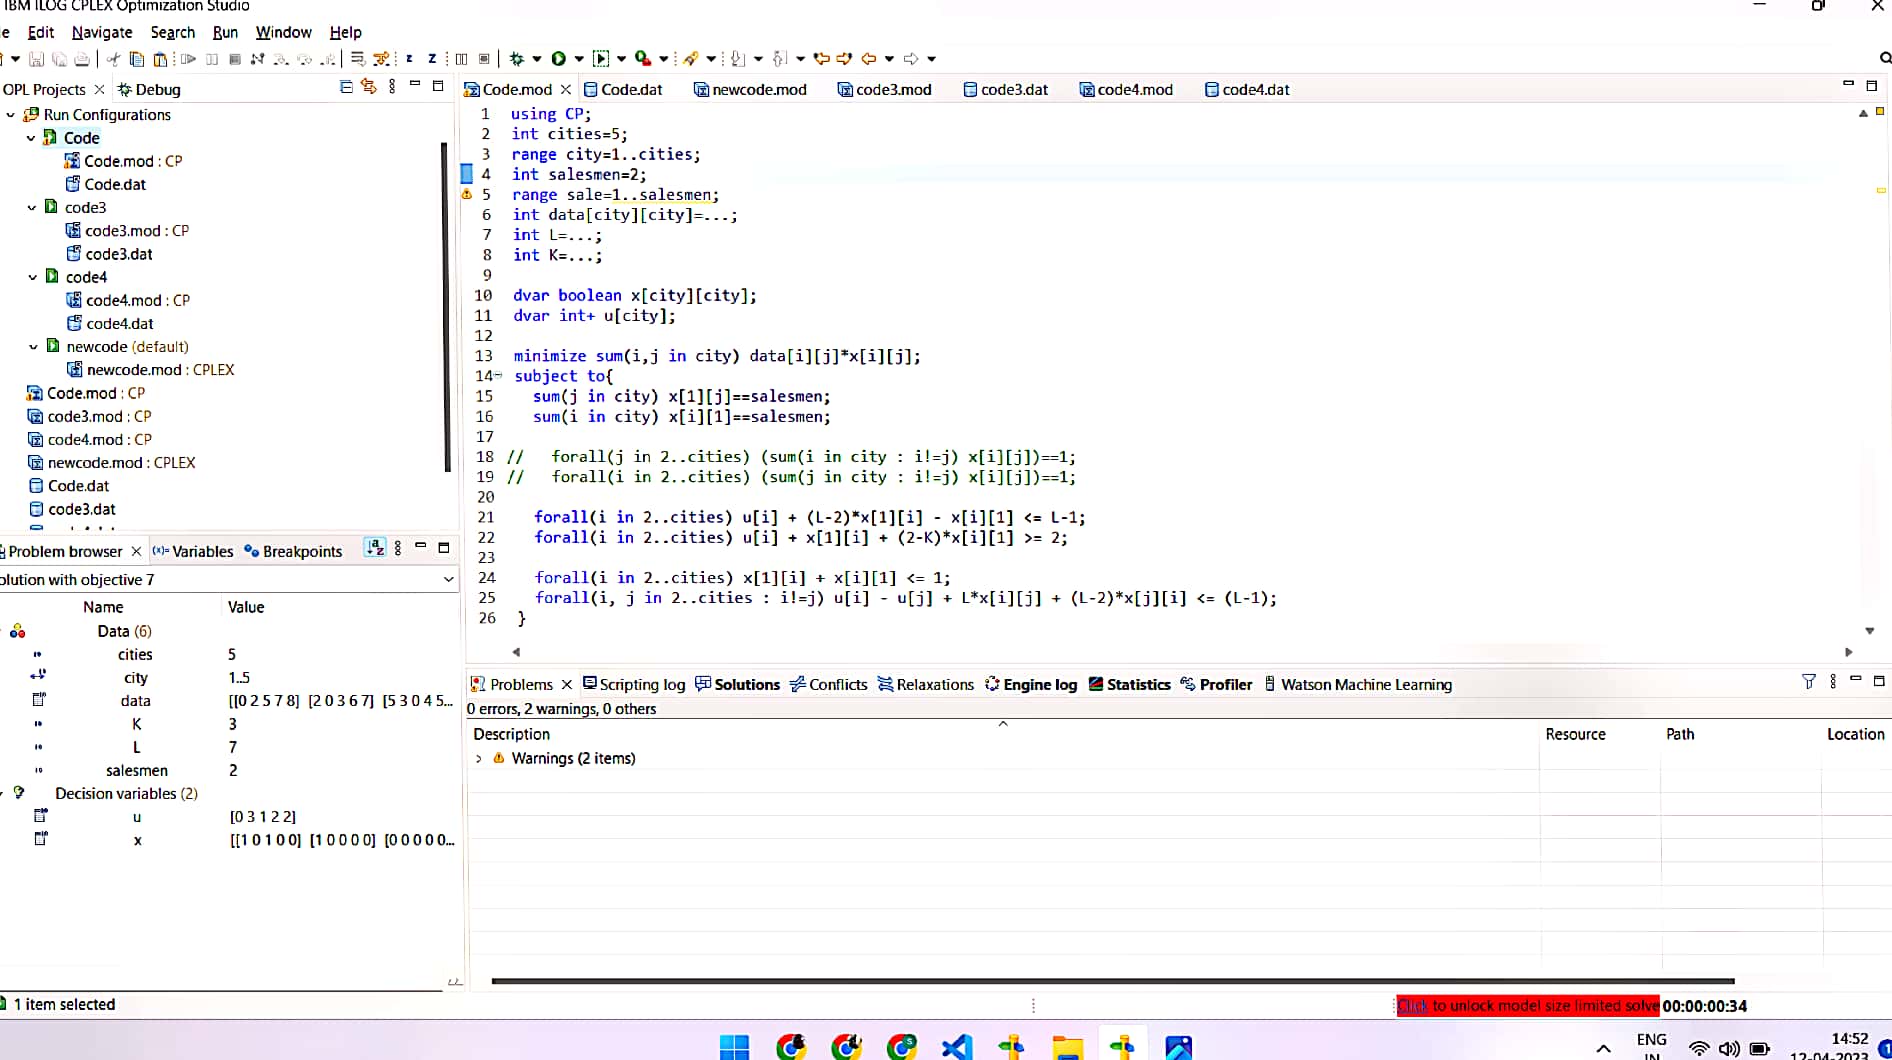 IBM ILOG CPLEX Optimization Studio
Edit Navigate Search Run Window Help
OPL Projects Debug
Run Configurations
Code
Code.mod : CP
Code.dat
code3
code3.mod : CP
code3.dat
code4
code4.mod : CP
code4.dat
newcode (default)
newcode.mod : CPLEX
Code.mod : CP
code3.mod : CP
code4.mod : CP
newcode.mod : CPLEX
Code.dat
code3.dat
Code.mod Code.dat newcode.mod code3.mod code3.dat code4.mod code4.dat
1 using CP;
2 int cities=5;
3 range city=1..cities;
4 int salesmen=2;
5 range sale=1..salesmen;
6 int data[city][city]=...;
7 int L=...;
8 int K=...;
9
10 dvar boolean x[city][city];
11 dvar int+ u[city];
12
13 minimize sum(i,j in city) data[i][j]*x[i][j];
14 subject to{
15 sum(j in city) x[1][j]==salesmen;
16 sum(i in city) x[i][1]==salesmen;
17
18 // forall(j in 2..cities) (sum(i in city : i!=j) x[i][j])==1;
19 // forall(i in 2..cities) (sum(j in city : i!=j) x[i][j])==1;
20
21 forall(i in 2..cities) u[i] + (L-2)*x[1][i] - x[i][1] <= L-1;
22 forall(i in 2..cities) u[i] + x[1][i] + (2-K)*x[i][1] >= 2;
23
24 forall(i in 2..cities) x[1][i] + x[i][1] <= 1;
25 forall(i, j in 2..cities : i!=j) u[i] - u[j] + L*x[i][j] + (L-2)*x[j][i] <= (L-1);
26 }
Problem browser (x)= Variables Breakpoints
olution with objective 7
Name Value
Data (6)
cities 5
city 1..5
data [[0 2 5 7 8] [2 0 3 6 7] [5 3 0 4 5...
K 3
L 7
salesmen 2
Decision variables (2)
u [0 3 1 2 2]
x [[1 0 1 0 0] [1 0 0 0 0] [0 0 0 0 0...
Problems Scripting log Solutions Conflicts Relaxations Engine log Statistics Profiler Watson Machine Learning
0 errors, 2 warnings, 0 others
Description Resource Path Location
Warnings (2 items)
1 item selected
Click to unlock model size limited solve 00:00:00:34
ENG
IN
14:52
12-04-2023